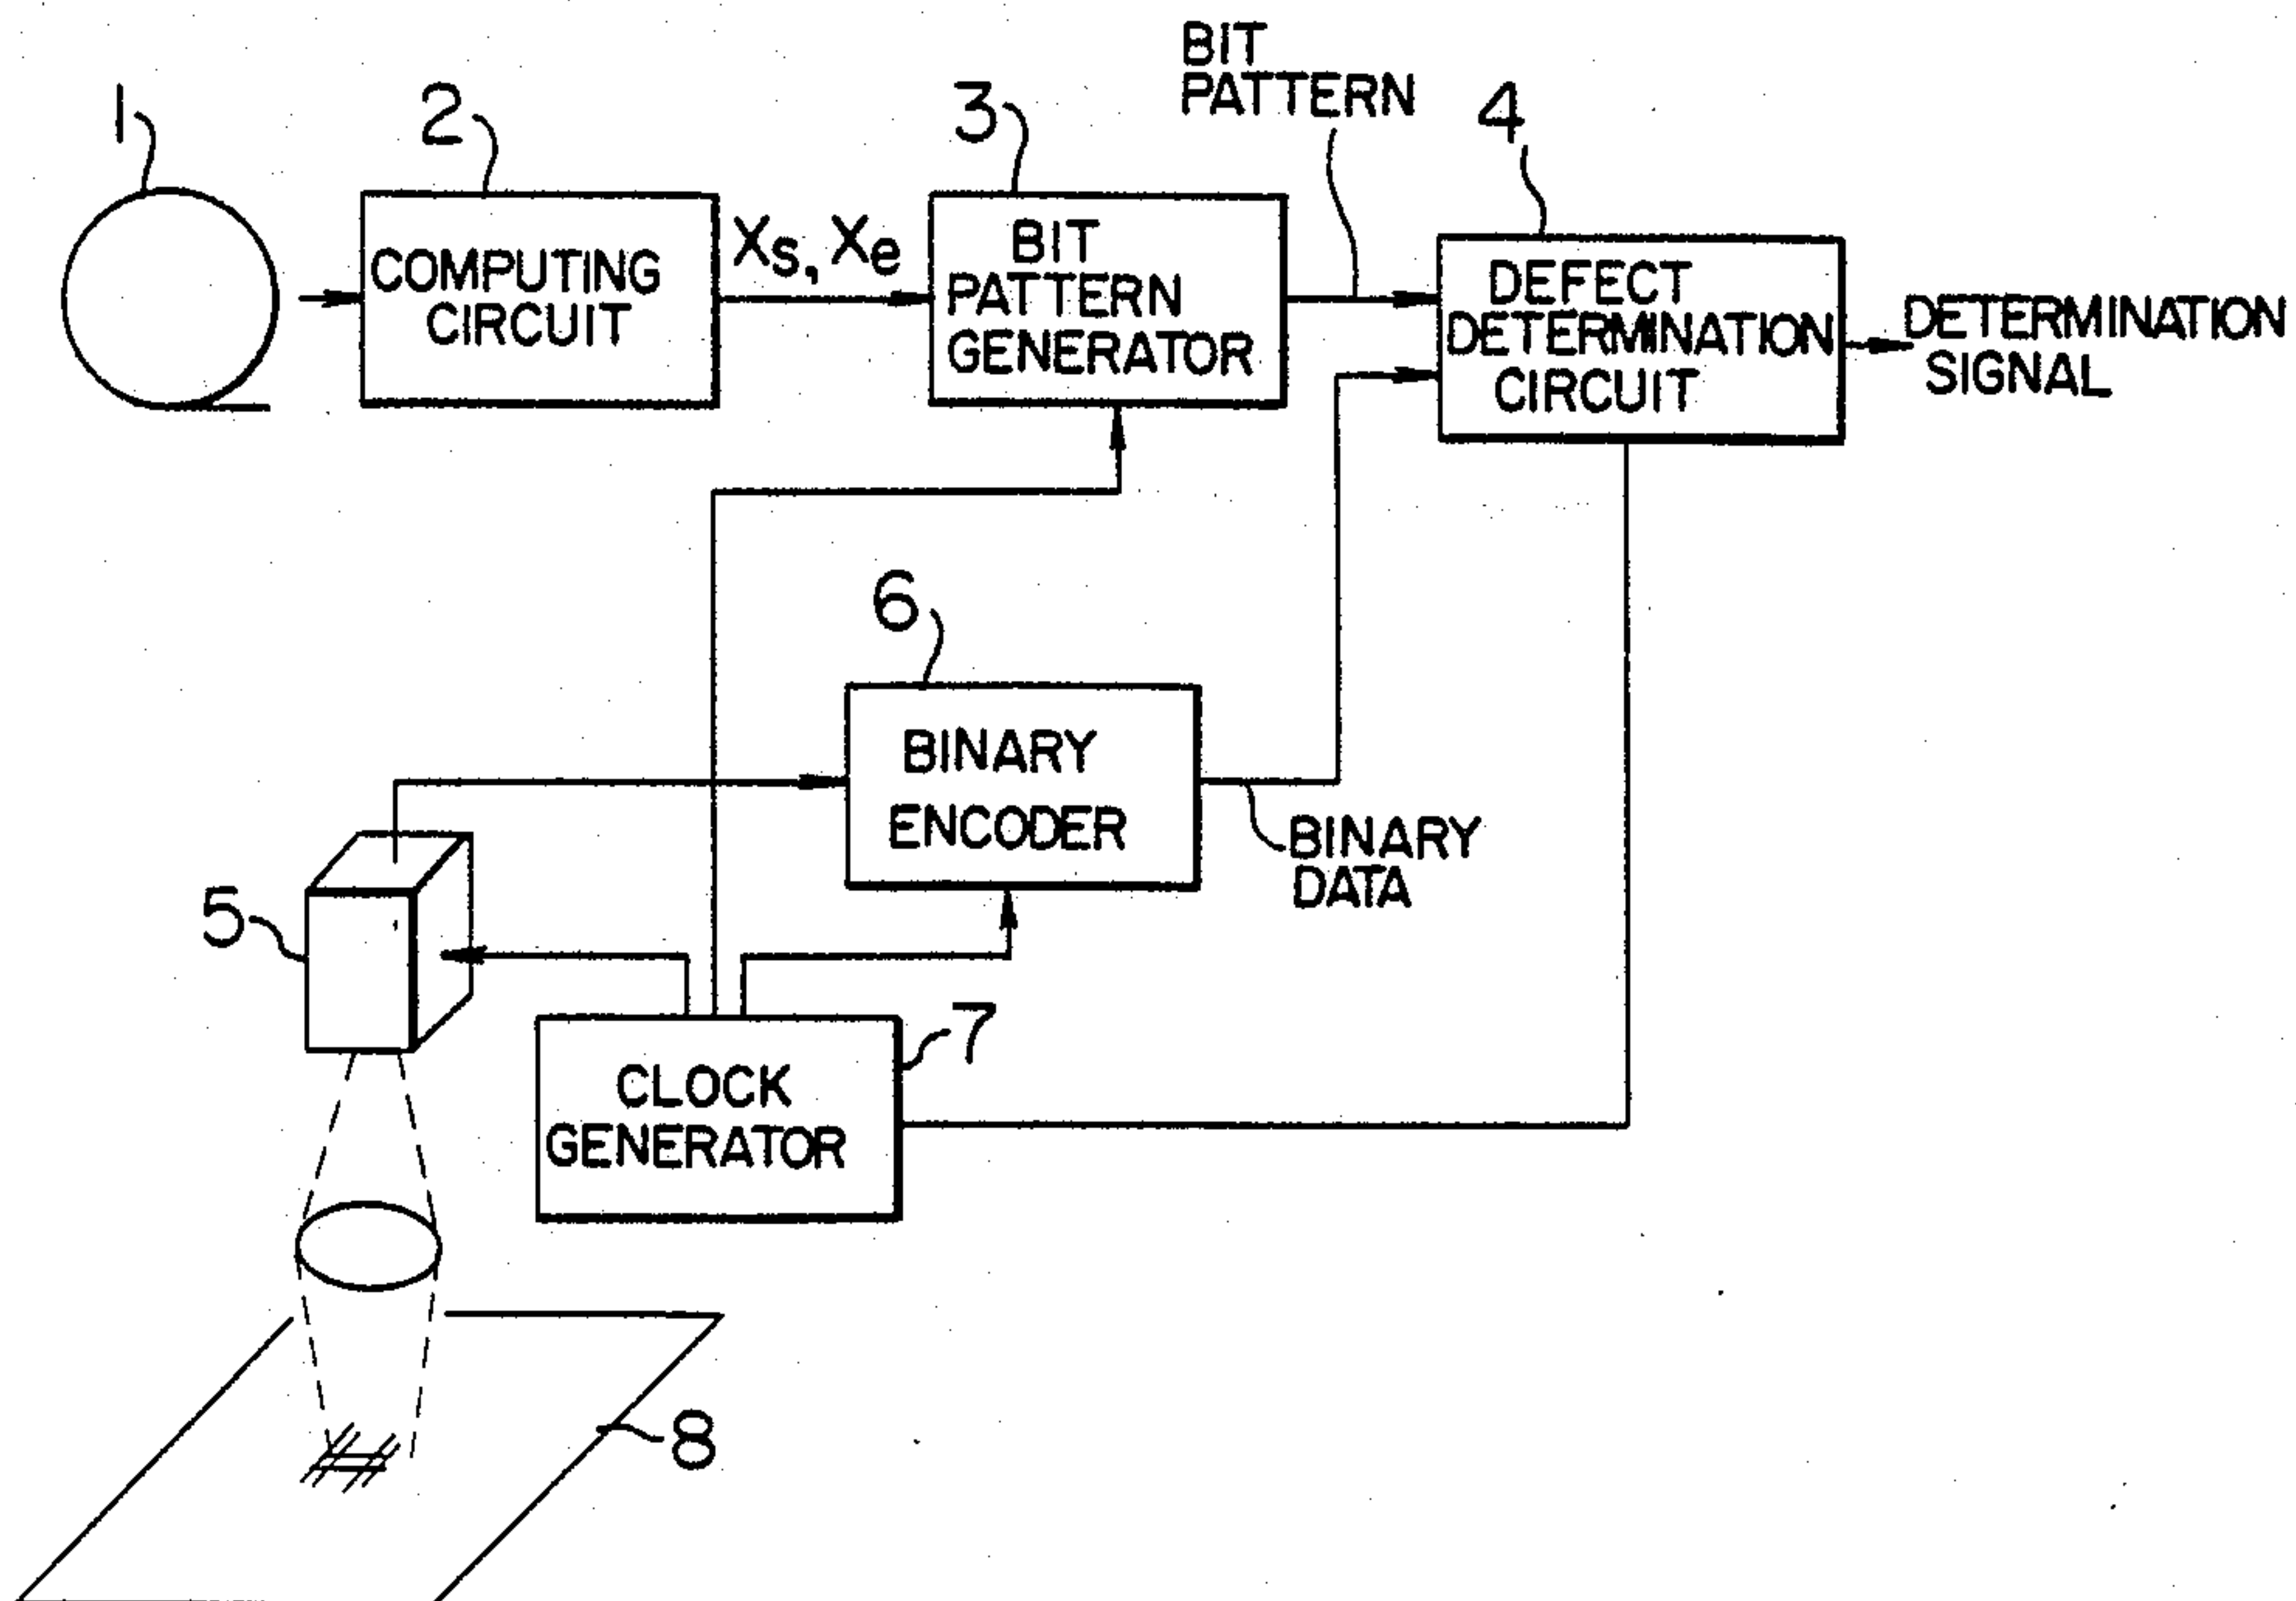 BIT
PATTERN
1
2
3
4
COMPUTING
CIRCUIT
Xs, Xe
BIT
PATTERN
GENERATOR
DEFECT
DETERMINATION
CIRCUIT
DETERMINATION
SIGNAL
6
BINARY
ENCODER
BINARY
DATA
5
7
CLOCK
GENERATOR
8